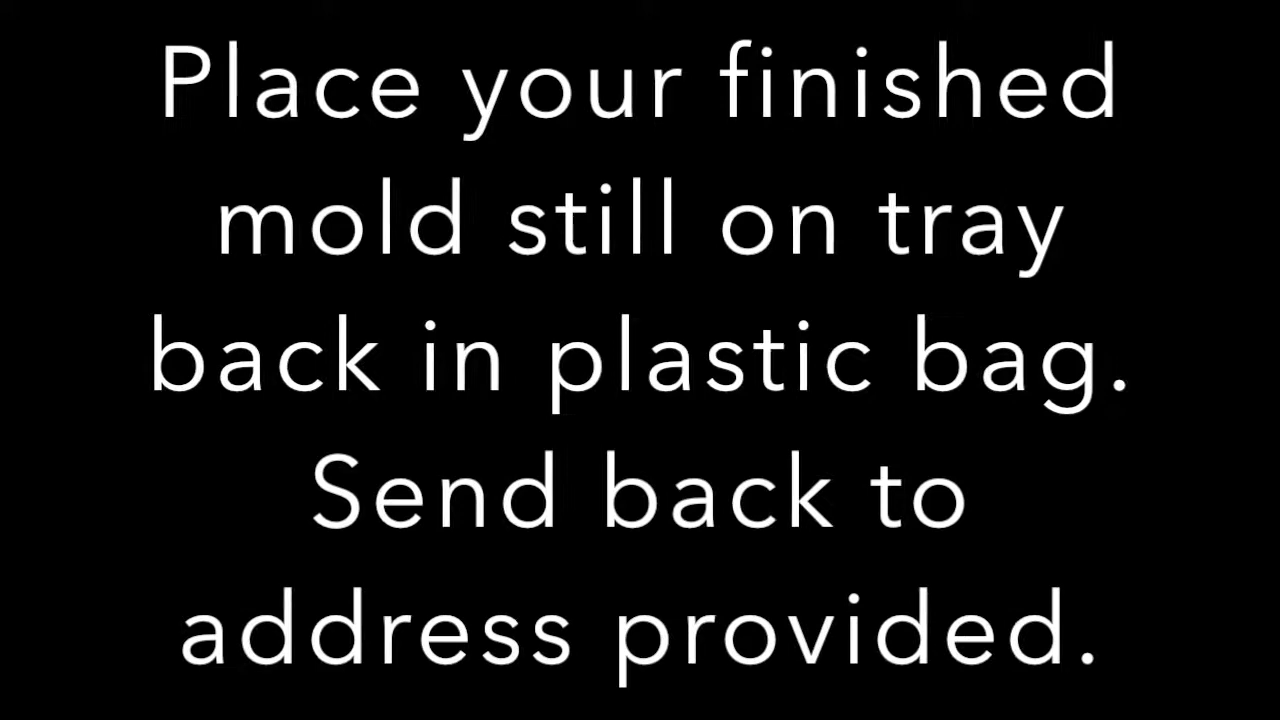 Place your finished
mold still on tray
back in plastic bag.
Send back to
address provided.